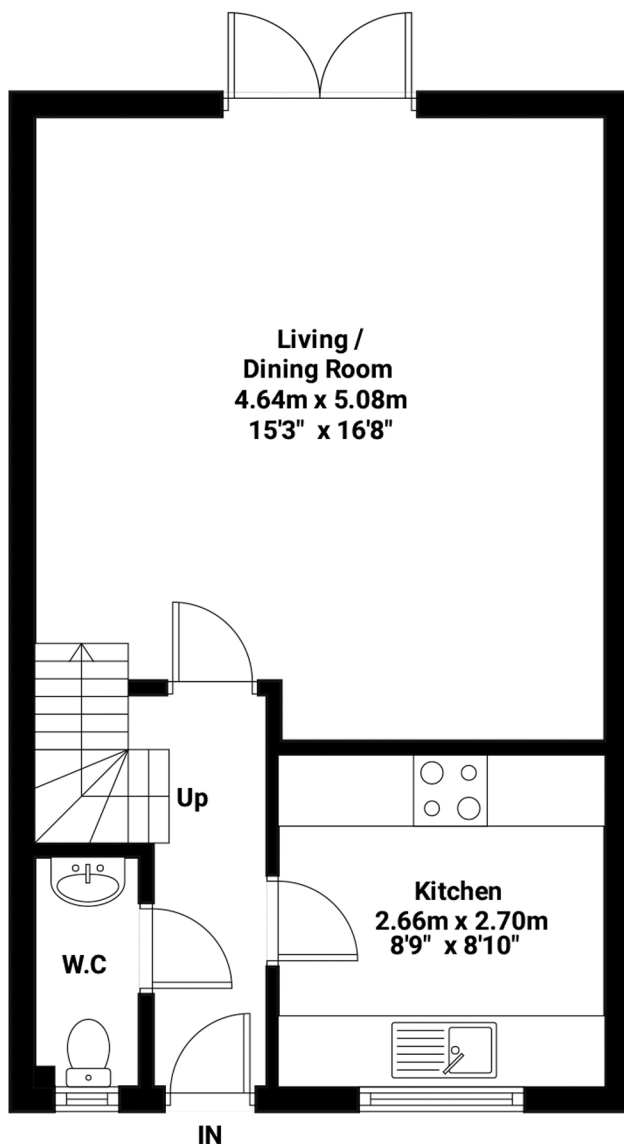 Living /
Dining Room
4.64m x 5.08m
15'3" x 16'8"
Up
Kitchen
2.66m x 2.70m
8'9" x 8'10"
W.C
IN